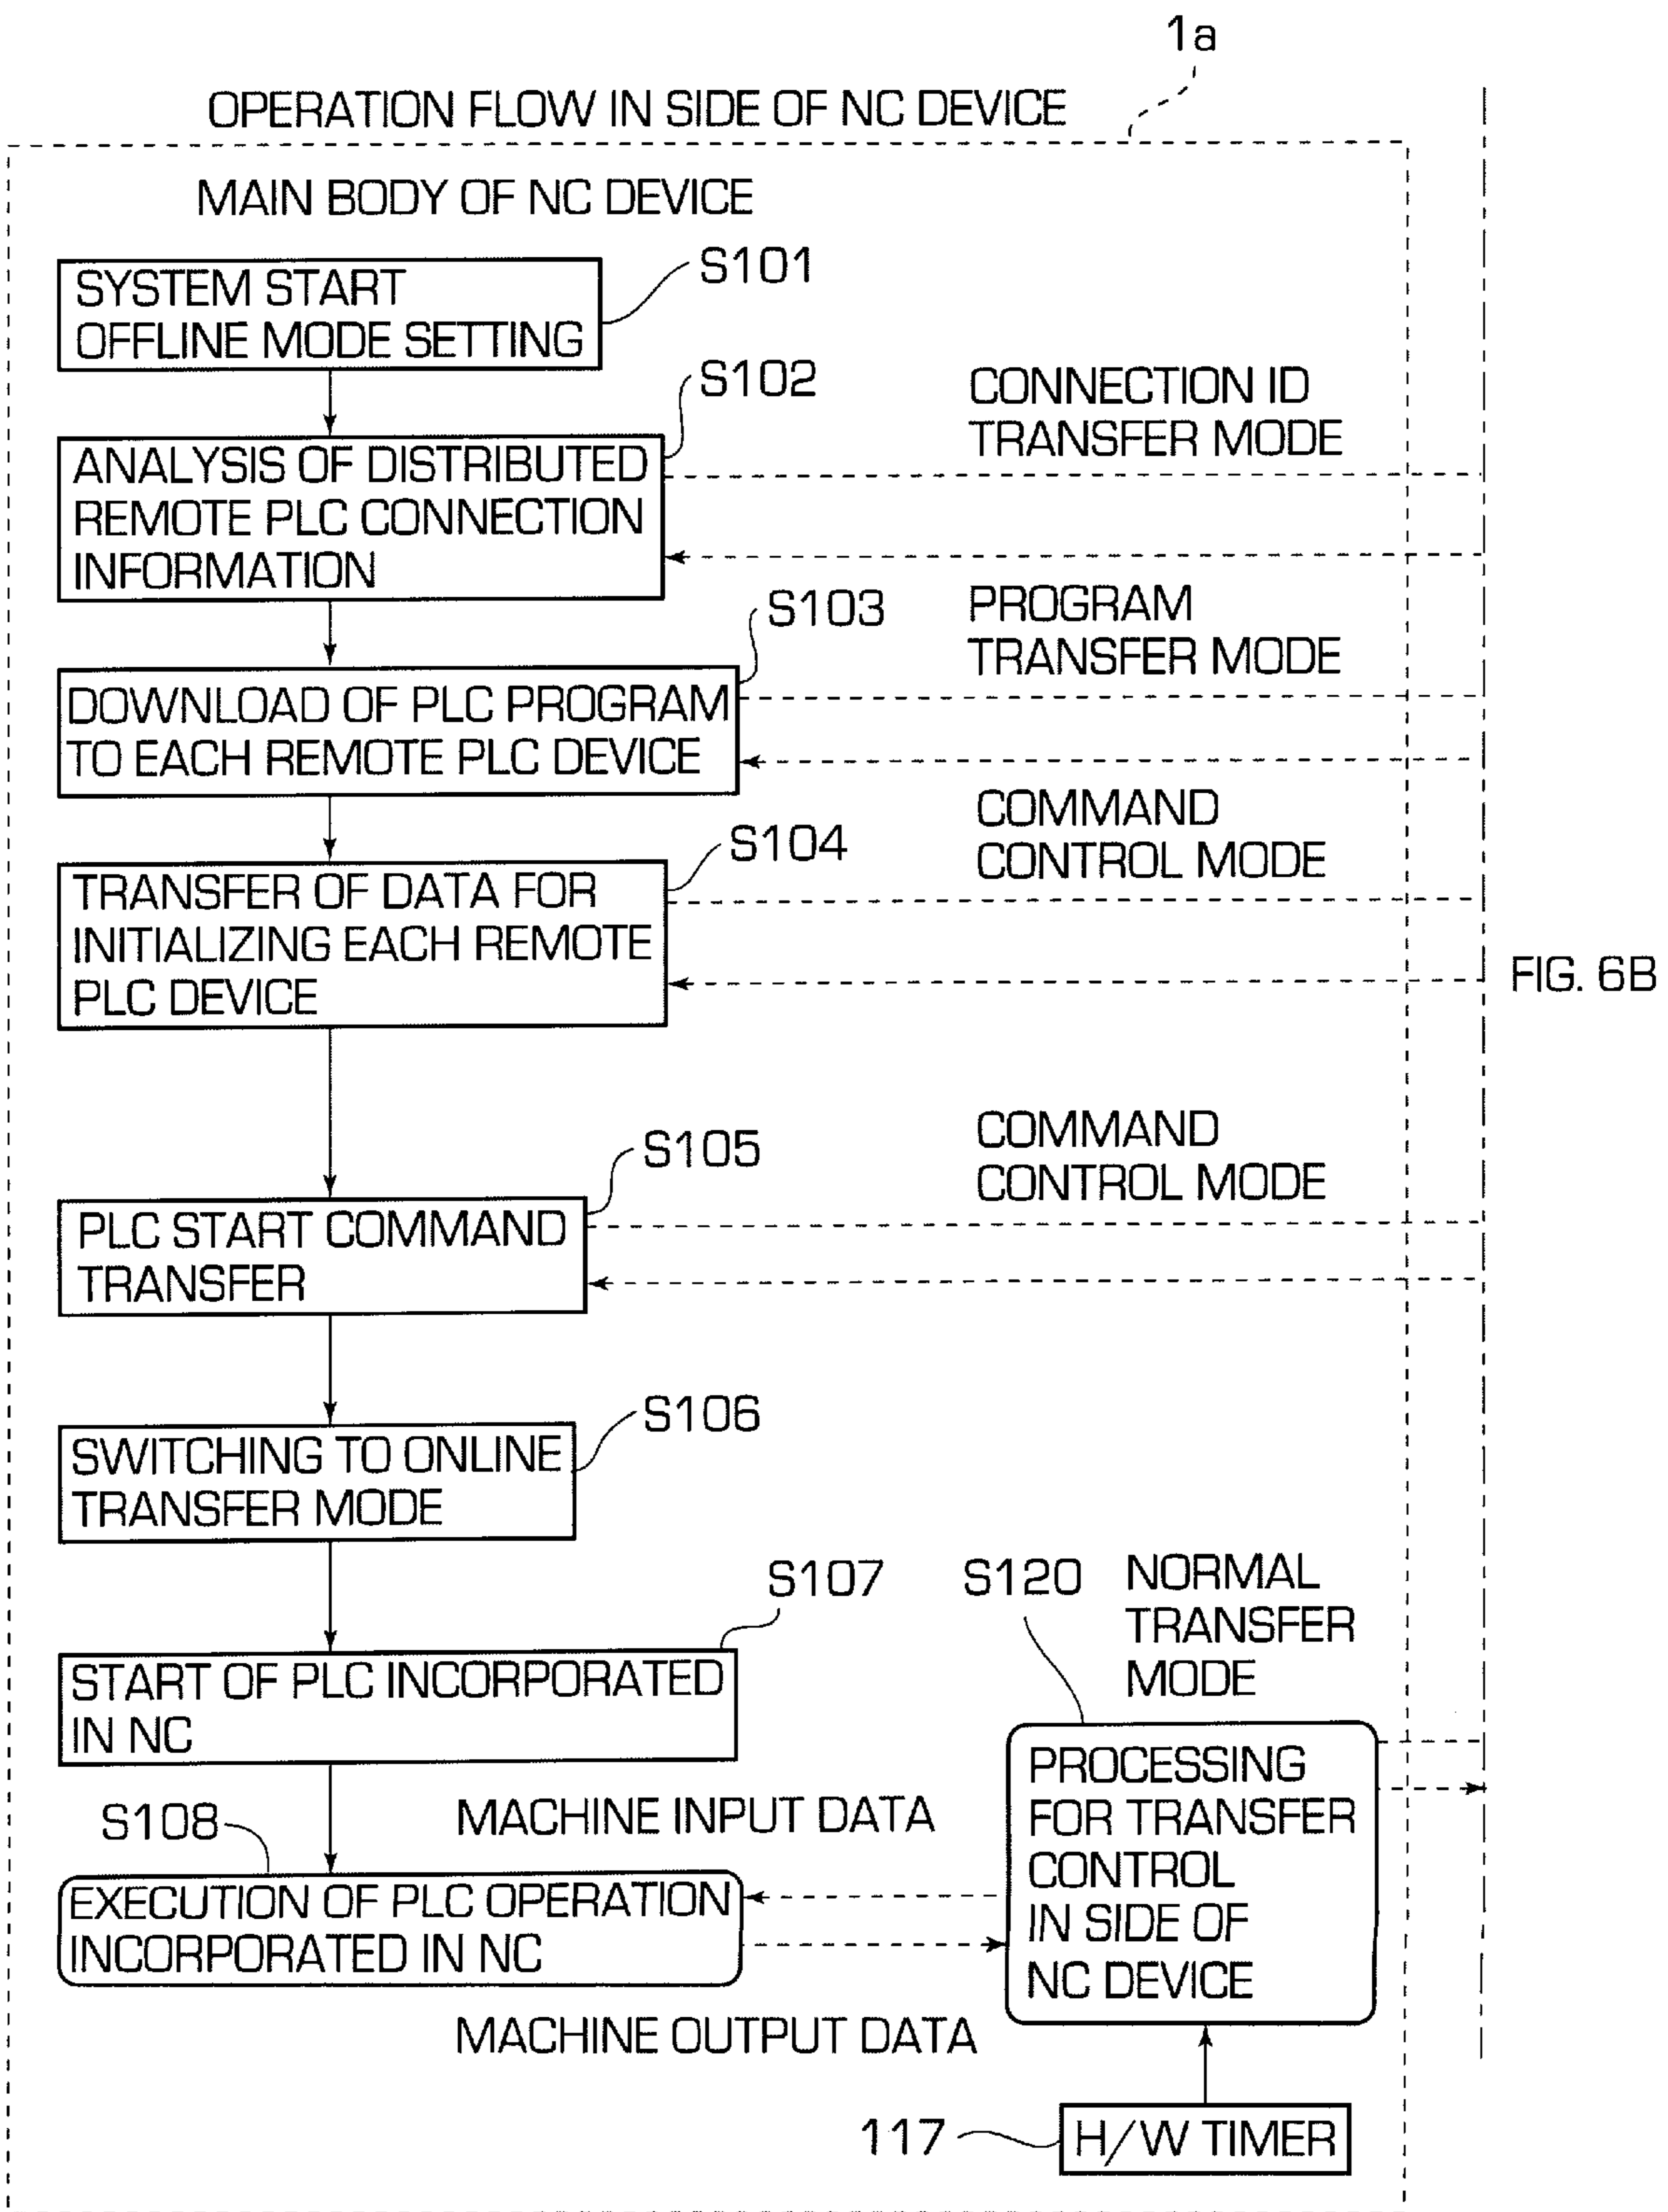 1a
OPERATION FLOW IN SIDE OF NC DEVICE
MAIN BODY OF NC DEVICE
S101
SYSTEM START
OFFLINE MODE SETTING
S102
CONNECTION ID
TRANSFER MODE
ANALYSIS OF DISTRIBUTED
REMOTE PLC CONNECTION
INFORMATION
S103
PROGRAM
TRANSFER MODE
DOWNLOAD OF PLC PROGRAM
TO EACH REMOTE PLC DEVICE
S104
COMMAND
CONTROL MODE
TRANSFER OF DATA FOR
INITIALIZING EACH REMOTE
PLC DEVICE
FIG. 6B
S105
COMMAND
CONTROL MODE
PLC START COMMAND
TRANSFER
S106
SWITCHING TO ONLINE
TRANSFER MODE
S107
START OF PLC INCORPORATED
IN NC
S120
NORMAL
TRANSFER
MODE
PROCESSING
FOR TRANSFER
CONTROL
IN SIDE OF
NC DEVICE
S108
MACHINE INPUT DATA
EXECUTION OF PLC OPERATION
INCORPORATED IN NC
MACHINE OUTPUT DATA
117
H/W TIMER